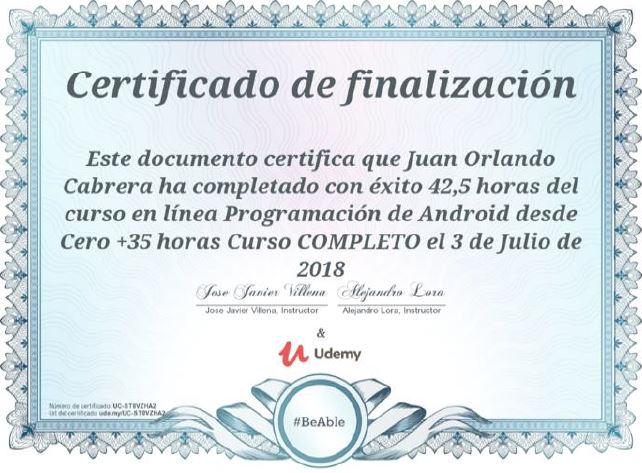 Certificado de finalización
Este documento certifica que Juan Orlando
Cabrera ha completado con éxito 42,5 horas del
curso en línea Programación de Android desde
Cero +35 horas Curso COMPLETO el 3 de Julio de
2018
Jose Javier Villena Alejandro Lora
Jose Javier Villena, Instructor Alejandro Lora, Instructor
&
Udemy
Número de certificado UC-ST8VZHA2
Url del certificado ude.my/UC-ST8VZHA2
#BeAble